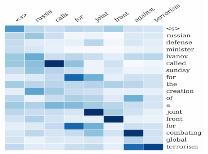 <s> russia calls for joint front against terrorism
<s>
russian
defense
minister
ivanov
called
sunday
for
the
creation
of
a
joint
front
for
combating
global
terrorism